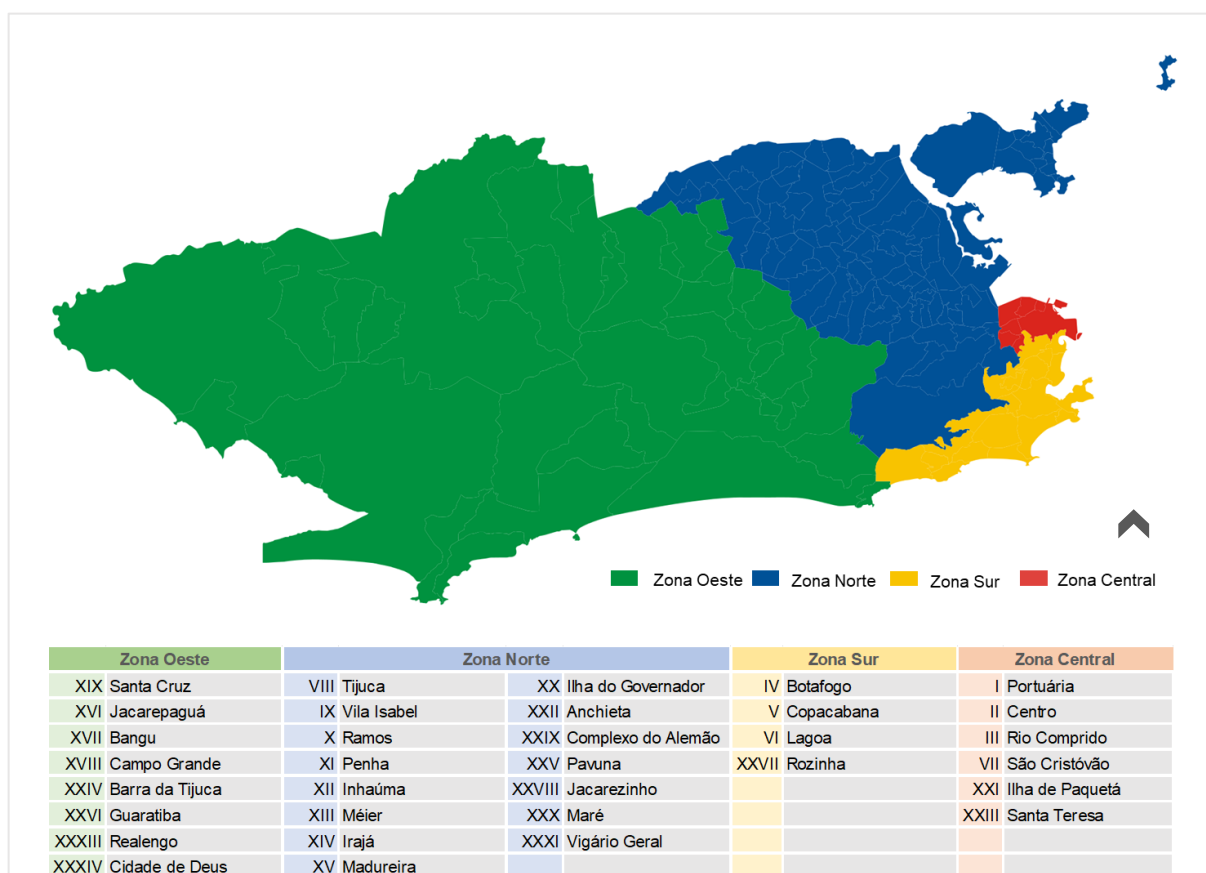 Zona Oeste Zona Norte Zona Sur Zona Central
Zona Oeste Zona Norte Zona Sur Zona Central
XIX Santa Cruz VIII Tijuca XX Ilha do Governador IV Botafogo I Portuária
XVI Jacarepaguá IX Vila Isabel XXII Anchieta V Copacabana II Centro
XVII Bangu X Ramos XXIX Complexo do Alemão VI Lagoa III Rio Comprido
XVIII Campo Grande XI Penha XXV Pavuna XXVII Rozinha VII São Cristóvão
XXIV Barra da Tijuca XII Inhaúma XXVIII Jacarezinho XXI Ilha de Paquetá
XXVI Guaratiba XIII Méier XXX Maré XXIII Santa Teresa
XXXIII Realengo XIV Irajá XXXI Vigário Geral
XXXIV Cidade de Deus XV Madureira